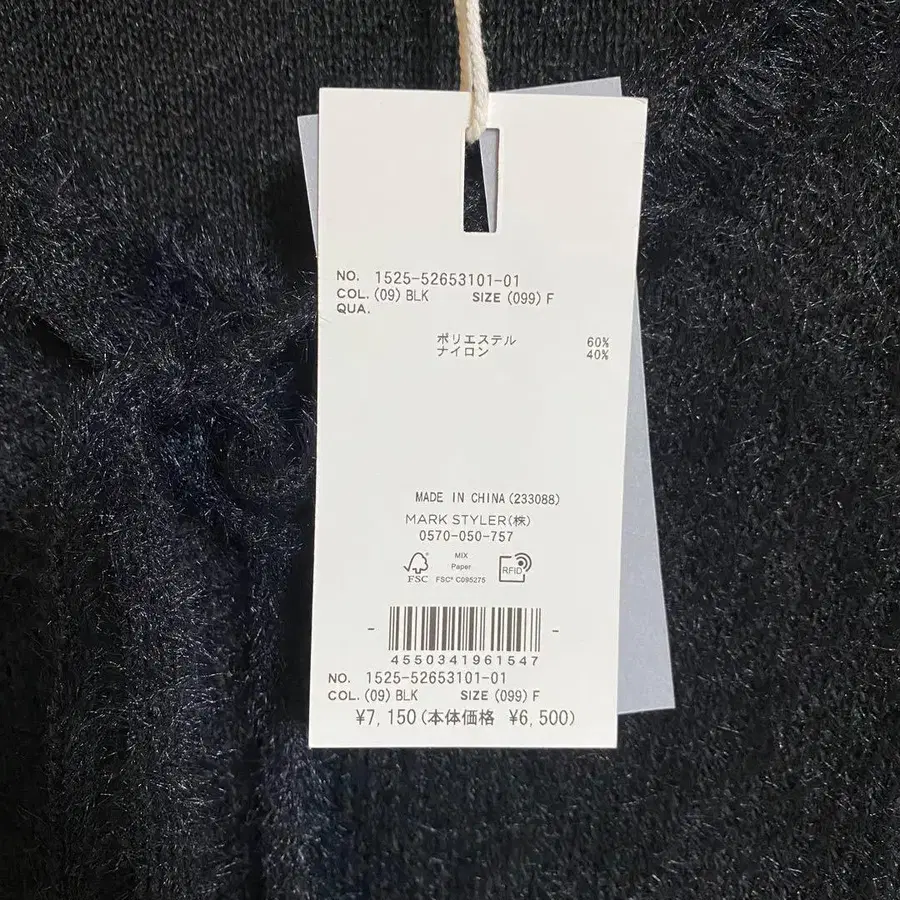 NO. 1525-52653101-01
COL. (09) BLK SIZE (099) F
QUA.
ポリエステル 60%
ナイロン 40%
MADE IN CHINA (233088)
MARK STYLER(株)
0570-050-757
FSC
MIX
Paper
FSC® C095275
RFID
4550341961547
NO. 1525-52653101-01
COL. (09) BLK SIZE (099) F
¥7,150(本体価格 ¥6,500)